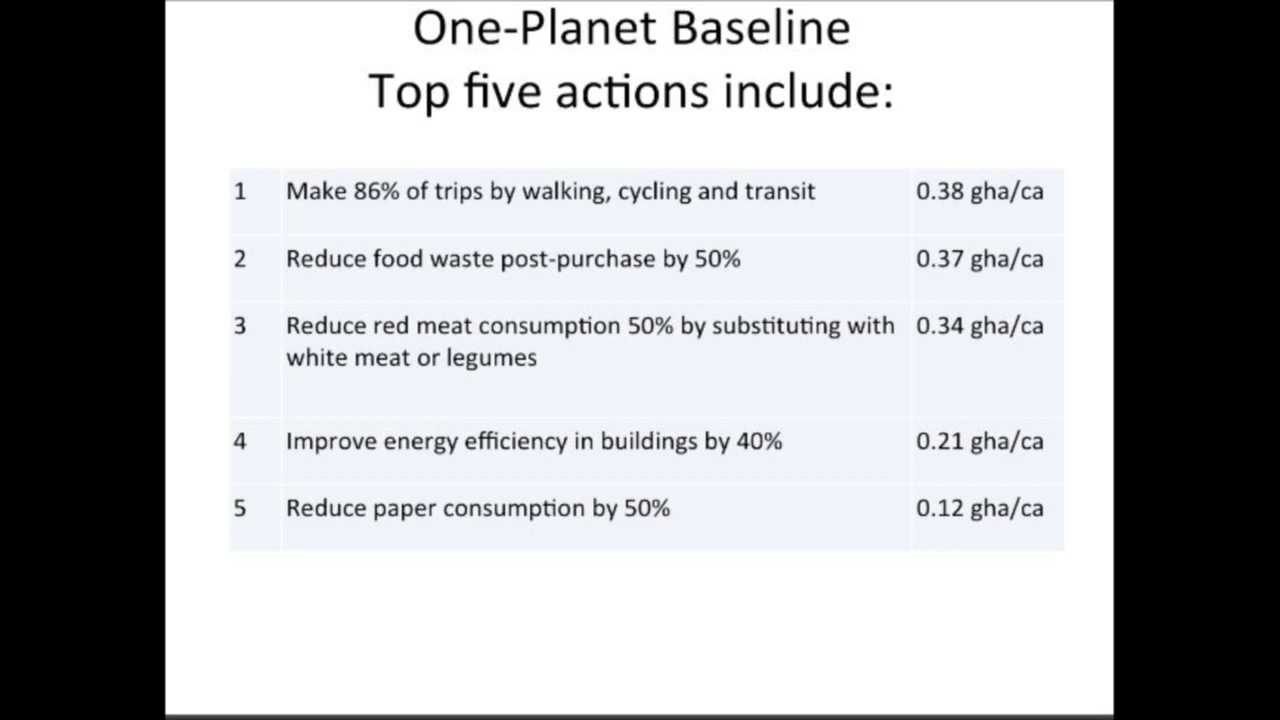 One-Planet Baseline
Top five actions include:
1 Make 86% of trips by walking, cycling and transit 0.38 gha/ca
2 Reduce food waste post-purchase by 50% 0.37 gha/ca
3 Reduce red meat consumption 50% by substituting with 0.34 gha/ca
white meat or legumes
4 Improve energy efficiency in buildings by 40% 0.21 gha/ca
5 Reduce paper consumption by 50% 0.12 gha/ca